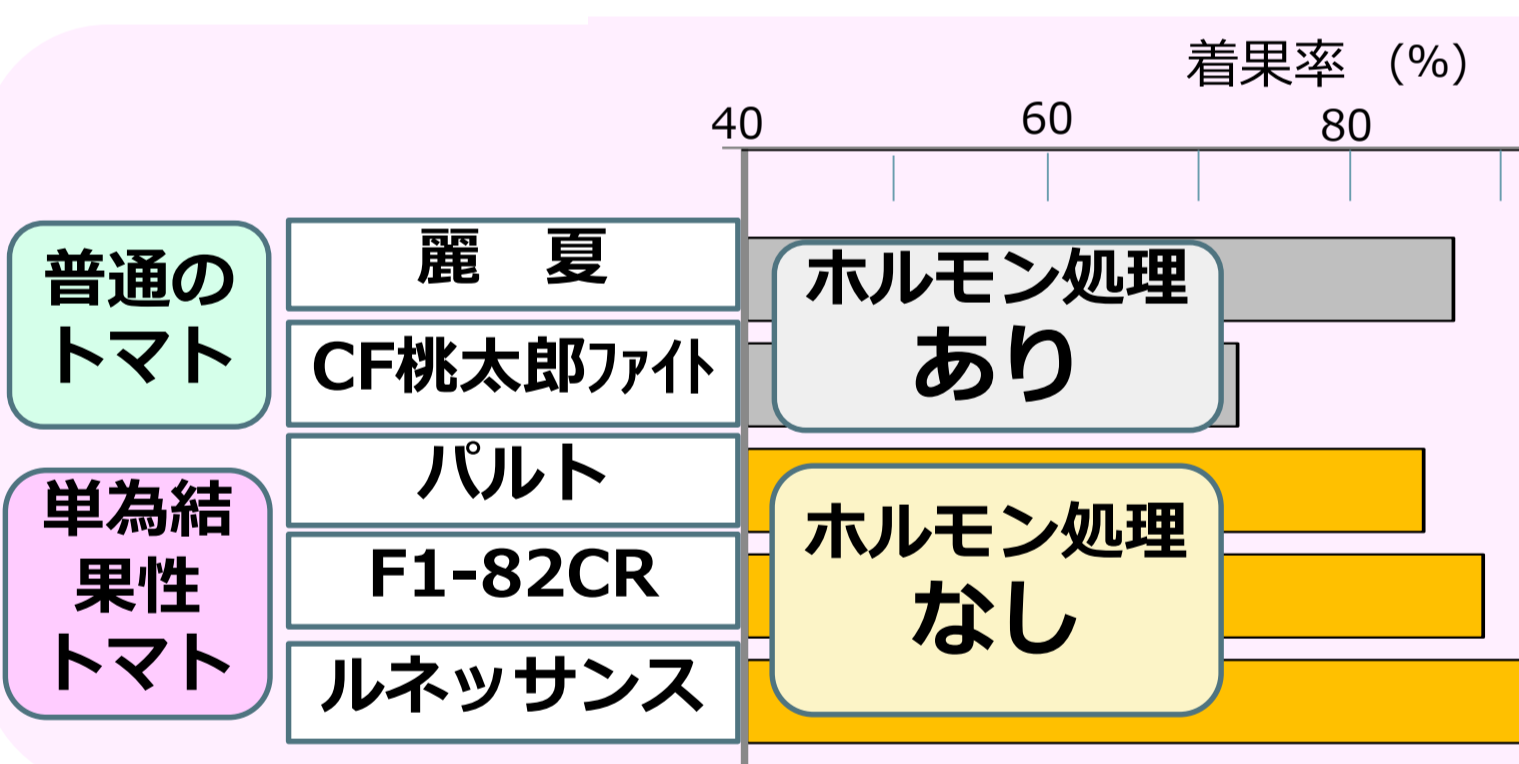 着果率 （%）
40 60 80
普通の
トマト
麗　夏
CF桃太郎ﾌｧｲﾄ
ホルモン処理
あり
単為結
果性
トマト
パルト
F1-82CR
ルネッサンス
ホルモン処理
なし